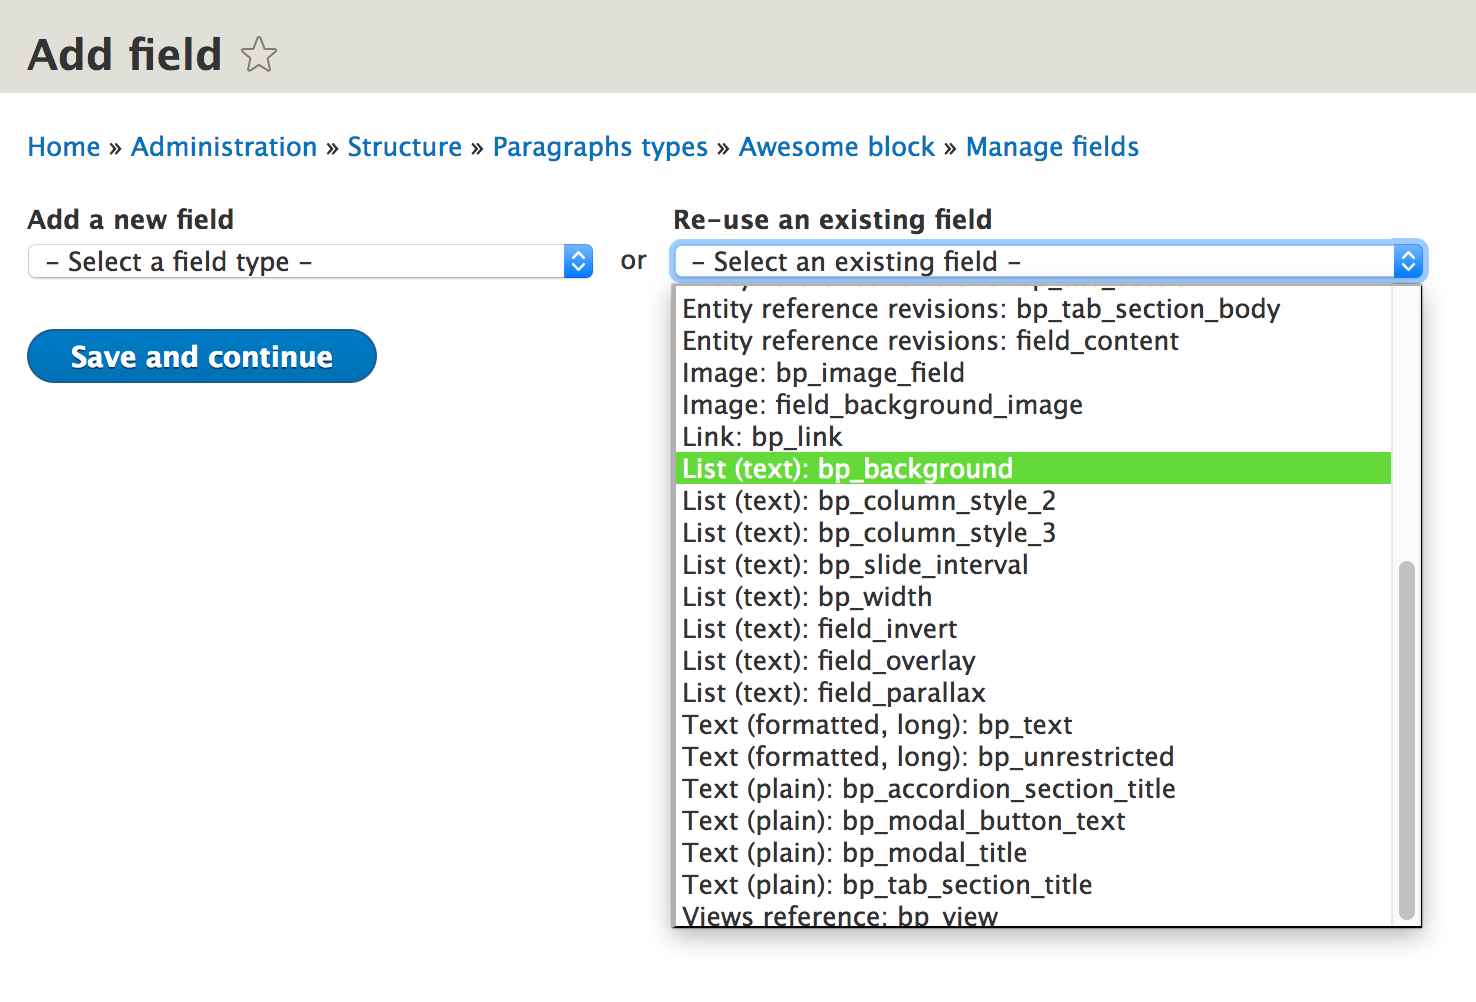 Add field
Home » Administration » Structure » Paragraphs types » Awesome block » Manage fields
Add a new field
– Select a field type –
or
Re-use an existing field
– Select an existing field –
Save and continue
Entity reference revisions: bp_tab_section_body
Entity reference revisions: field_content
Image: bp_image_field
Image: field_background_image
Link: bp_link
List (text): bp_background
List (text): bp_column_style_2
List (text): bp_column_style_3
List (text): bp_slide_interval
List (text): bp_width
List (text): field_invert
List (text): field_overlay
List (text): field_parallax
Text (formatted, long): bp_text
Text (formatted, long): bp_unrestricted
Text (plain): bp_accordion_section_title
Text (plain): bp_modal_button_text
Text (plain): bp_modal_title
Text (plain): bp_tab_section_title
Views reference: bp_view